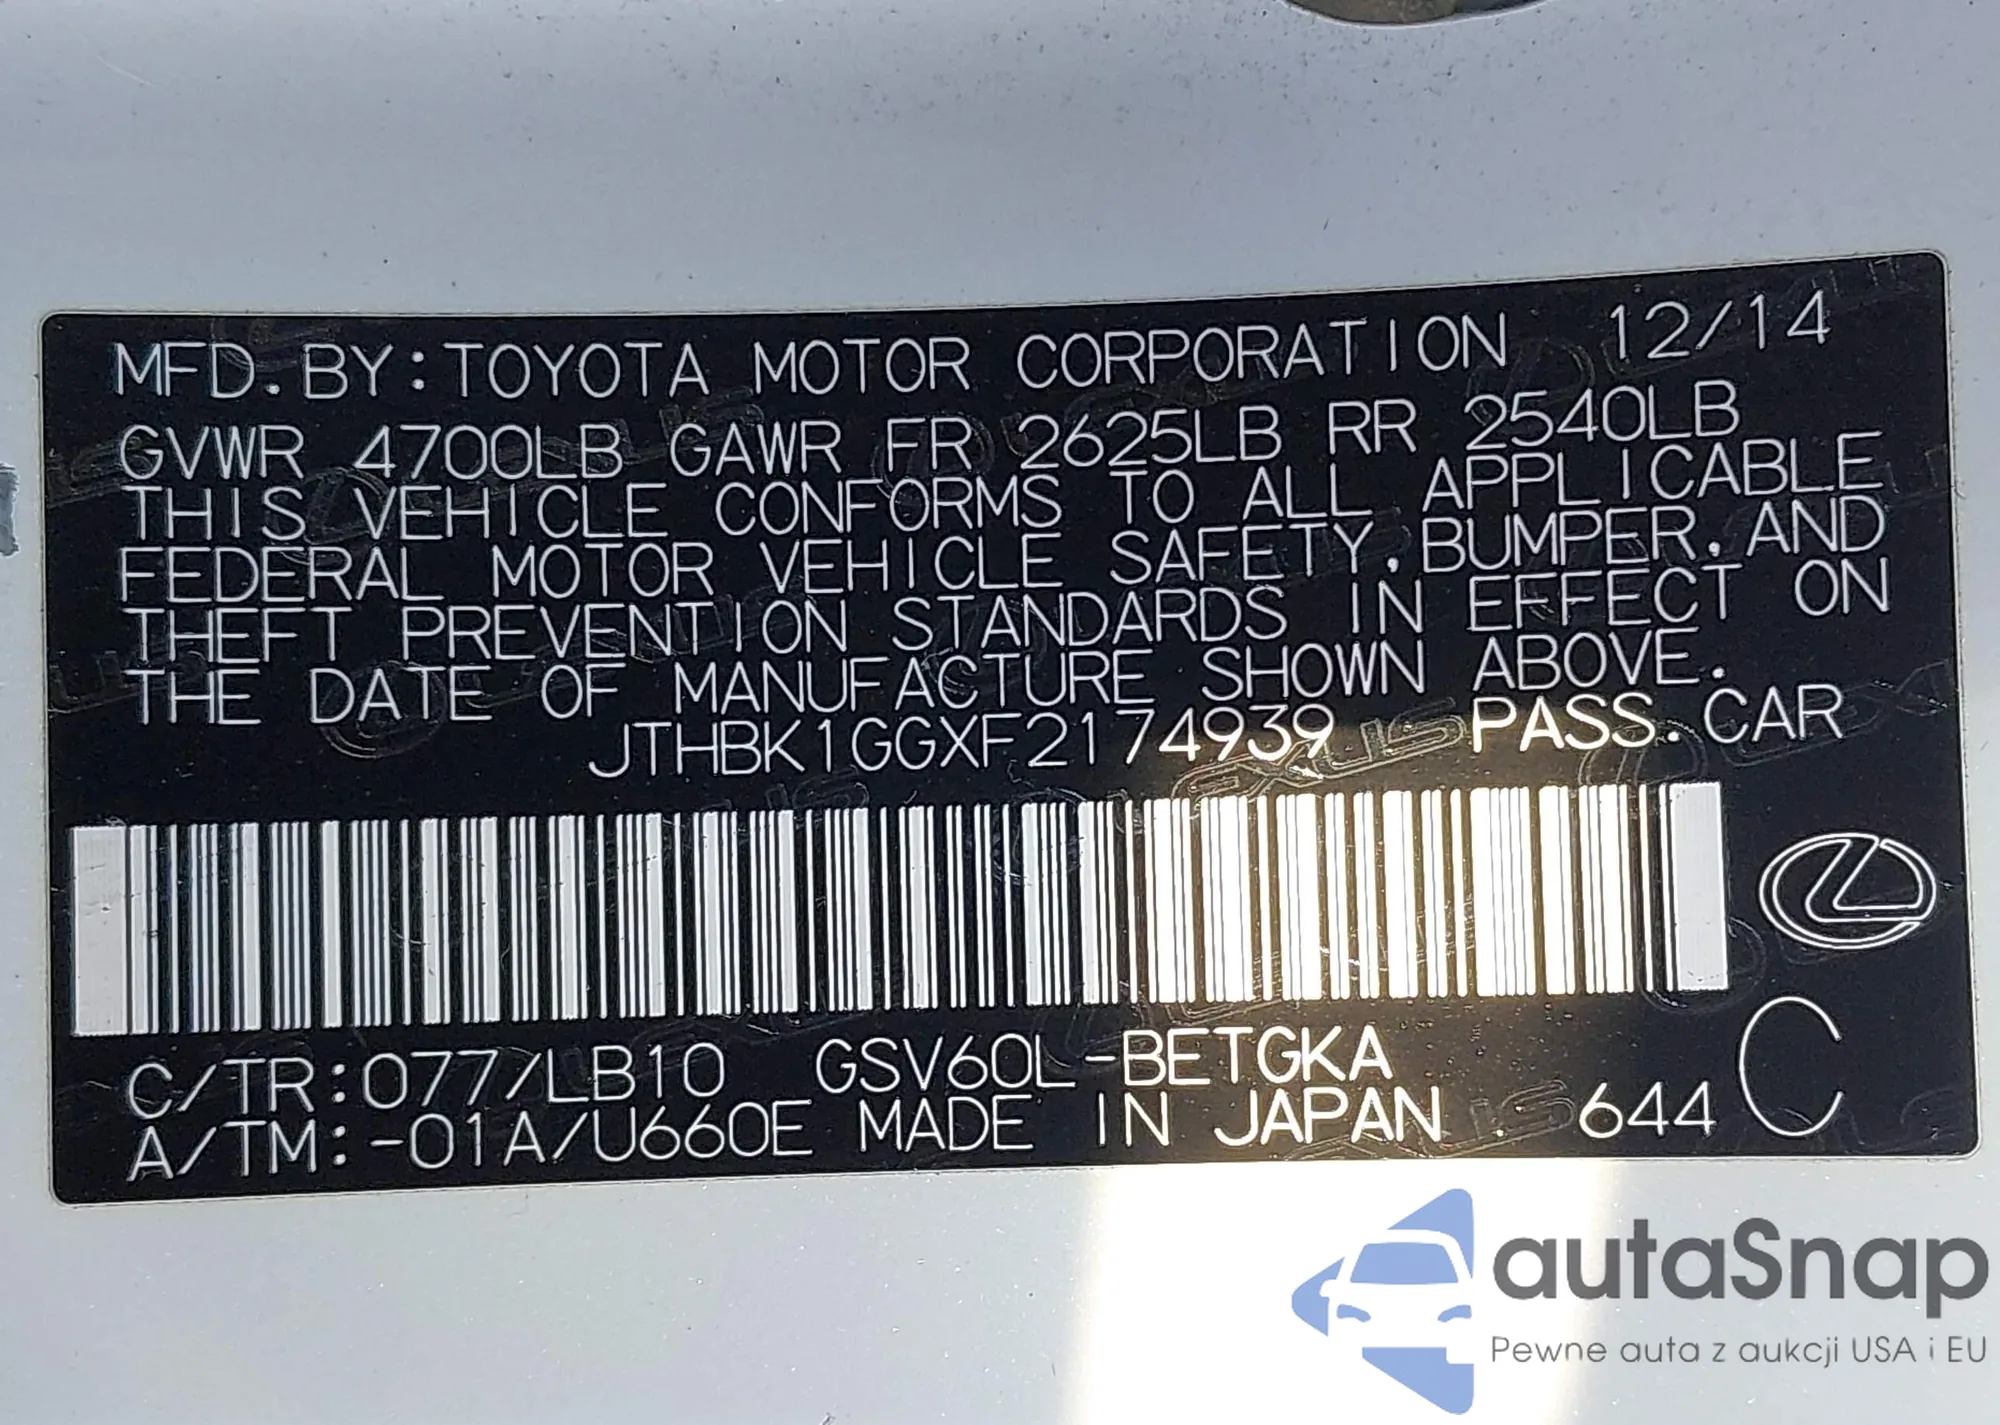 MFD. BY: TOYOTA MOTOR CORPORATION 12/14
GVWR 4700LB GAWR FR 2625LB RR 2540LB
THIS VEHICLE CONFORMS TO ALL APPLICABLE
FEDERAL MOTOR VEHICLE SAFETY, BUMPER, AND
THEFT PREVENTION STANDARDS IN EFFECT ON
THE DATE OF MANUFACTURE SHOWN ABOVE.
JTHBK1GGXF2174939 PASS. CAR
C/TR:077/LB10 GSV60L-BETGKA
A/TM:-01A/U660E MADE IN JAPAN 644 C
autaSnap
Pewne auta z aukcji USA i EU